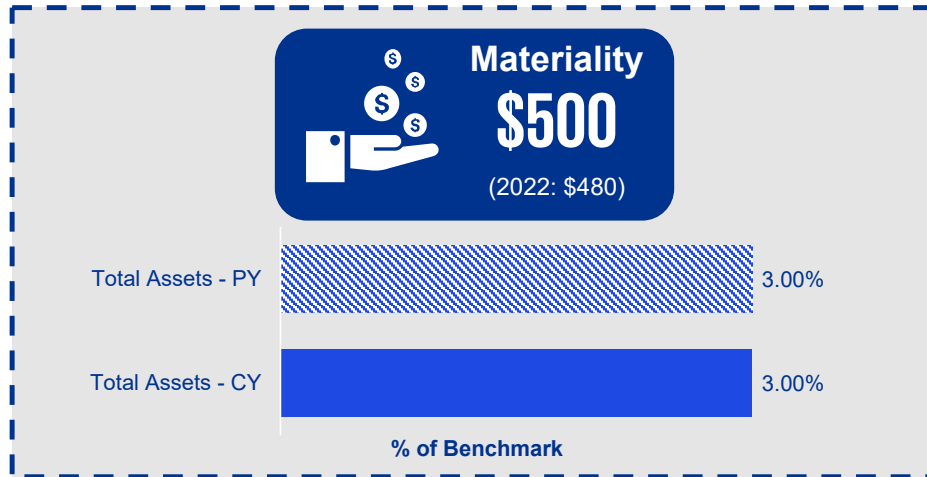 Materiality
$500
(2022: $480)
$
$
$
$
Total Assets - PY
3.00%
Total Assets - CY
3.00%
% of Benchmark